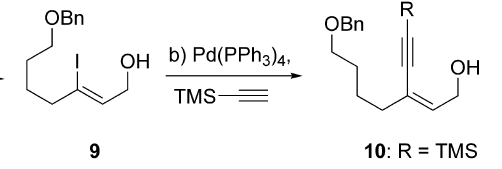 OBn
I
OH
b) Pd(PPh3)4,
TMS
9
R
OBn
OH
10: R = TMS